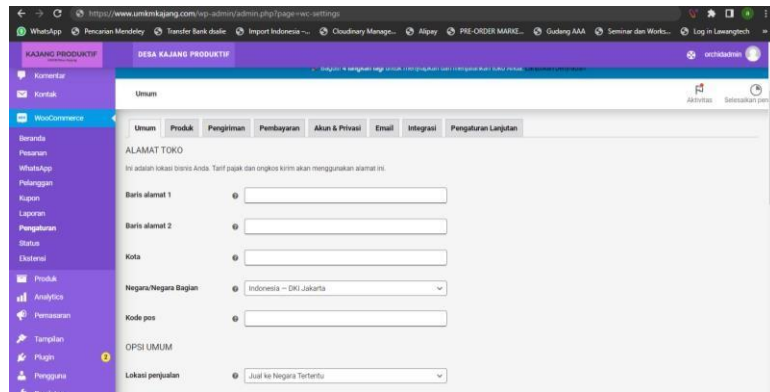 https://www.umkmkajang.com/wp-admin/admin.php?page=wc-settings
WhatsApp Pencarian Mendeley Transfer Bank dsalie Import Indonesia –... Cloudinary Manage... Alipay PRE-ORDER MARKE... Gudang AAA Seminar dan Works... Log in Lawangtech »
KAJANG PRODUKTIF DESA KAJANG PRODUKTIF orchidadmin
Komentar
Kontak
WooCommerce
Beranda
Pesanan
WhatsApp
Pelanggan
Kupon
Laporan
Pengaturan
Status
Ekstensi
Produk
Analytics
Pemasaran
Tampilan
Plugin 2
Pengguna
Umum
Aktivitas Selesaikan pen
Umum Produk Pengiriman Pembayaran Akun & Privasi Email Integrasi Pengaturan Lanjutan
ALAMAT TOKO
Ini adalah lokasi bisnis Anda. Tarif pajak dan ongkos kirim akan menggunakan alamat ini.
Baris alamat 1
Baris alamat 2
Kota
Negara/Negara Bagian Indonesia — DKI Jakarta
Kode pos
OPSI UMUM
Lokasi penjualan Jual ke Negara Tertentu